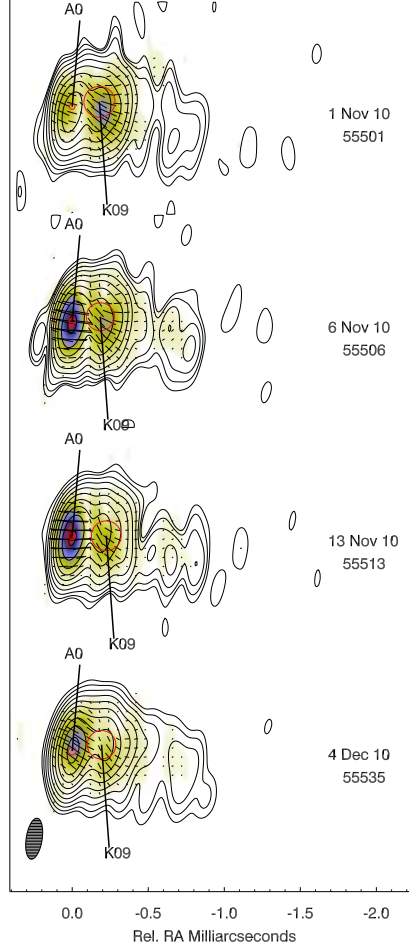 A0
1 Nov 10
55501
K09
A0
6 Nov 10
55506
K09
A0
13 Nov 10
55513
K09
A0
4 Dec 10
55535
K09
0.0 -0.5 -1.0 -1.5 -2.0
Rel. RA Milliarcseconds